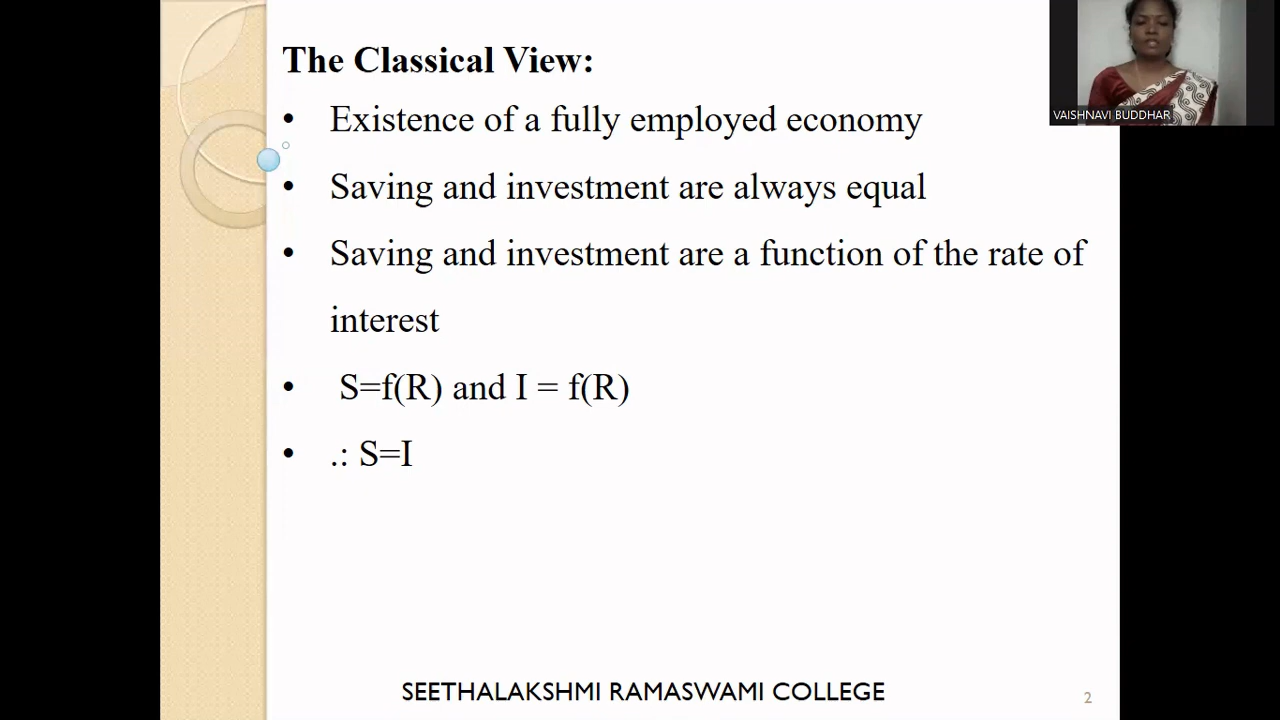 The Classical View:
• Existence of a fully employed economy
• Saving and investment are always equal
• Saving and investment are a function of the rate of
interest
• S=f(R) and I = f(R)
• .: S=I
VAISHNAVI BUDDHAR
SEETHALAKSHMI RAMASWAMI COLLEGE
2